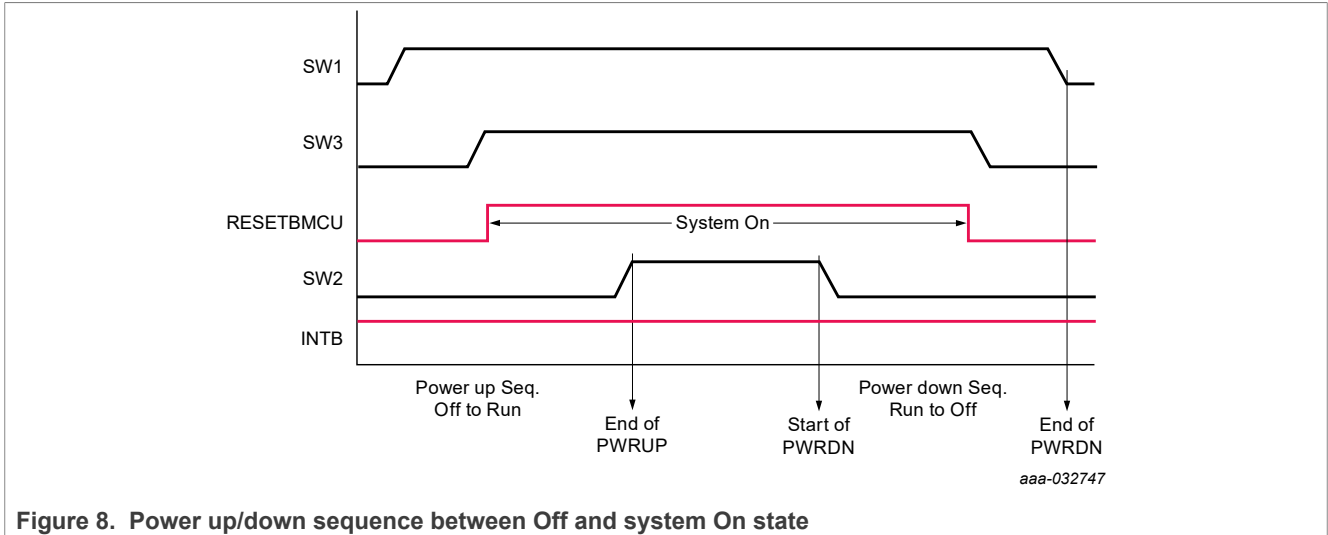 SW1
SW3
RESETBMCU
System On
SW2
INTB
Power up Seq.
Off to Run
End of
PWRUP
Start of
PWRDN
Power down Seq.
Run to Off
End of
PWRDN
aaa-032747
Figure 8. Power up/down sequence between Off and system On state